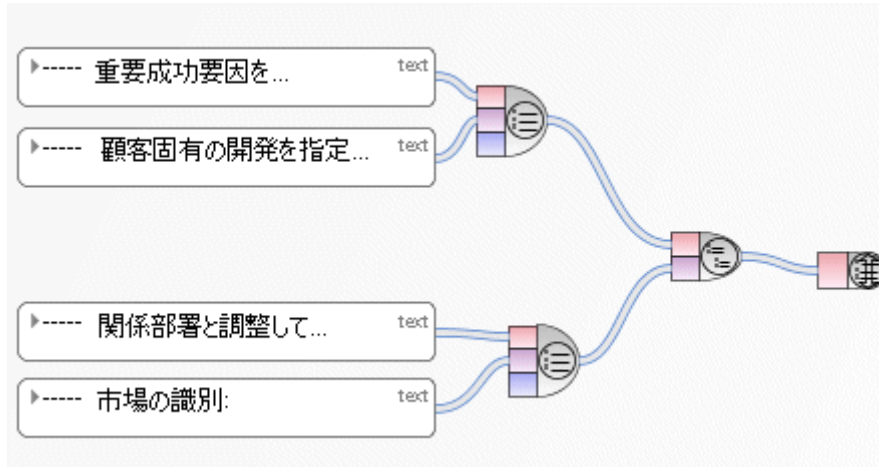 ----- 重要成功要因を... text
----- 顧客固有の開発を指定... text
----- 関係部署と調整して... text
----- 市場の識別: text